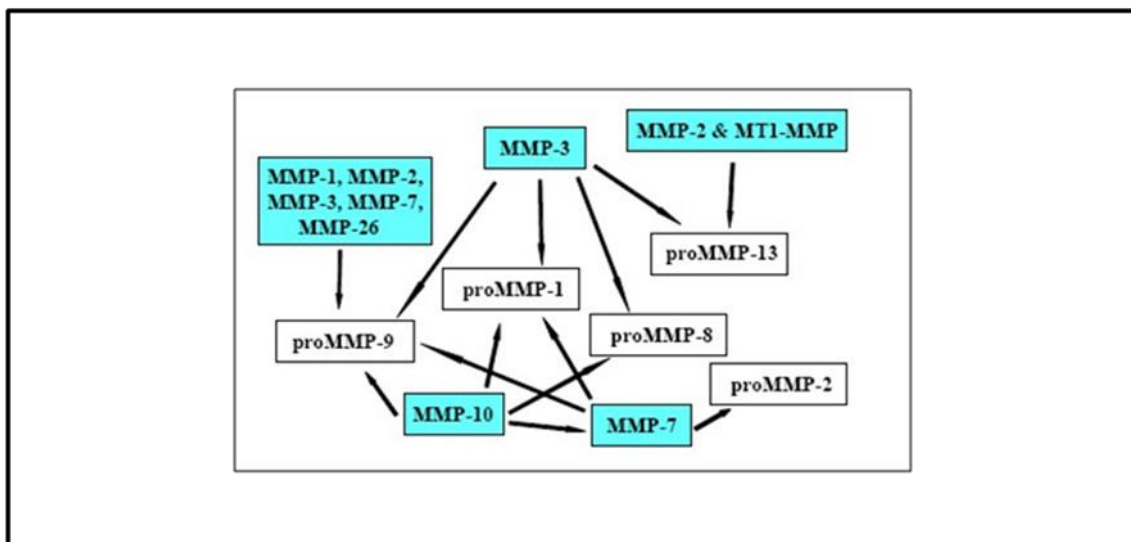 MMP-2 & MT1-MMP
MMP-3
MMP-1, MMP-2,
MMP-3, MMP-7,
MMP-26
proMMP-13
proMMP-1
proMMP-9
proMMP-8
proMMP-2
MMP-10
MMP-7